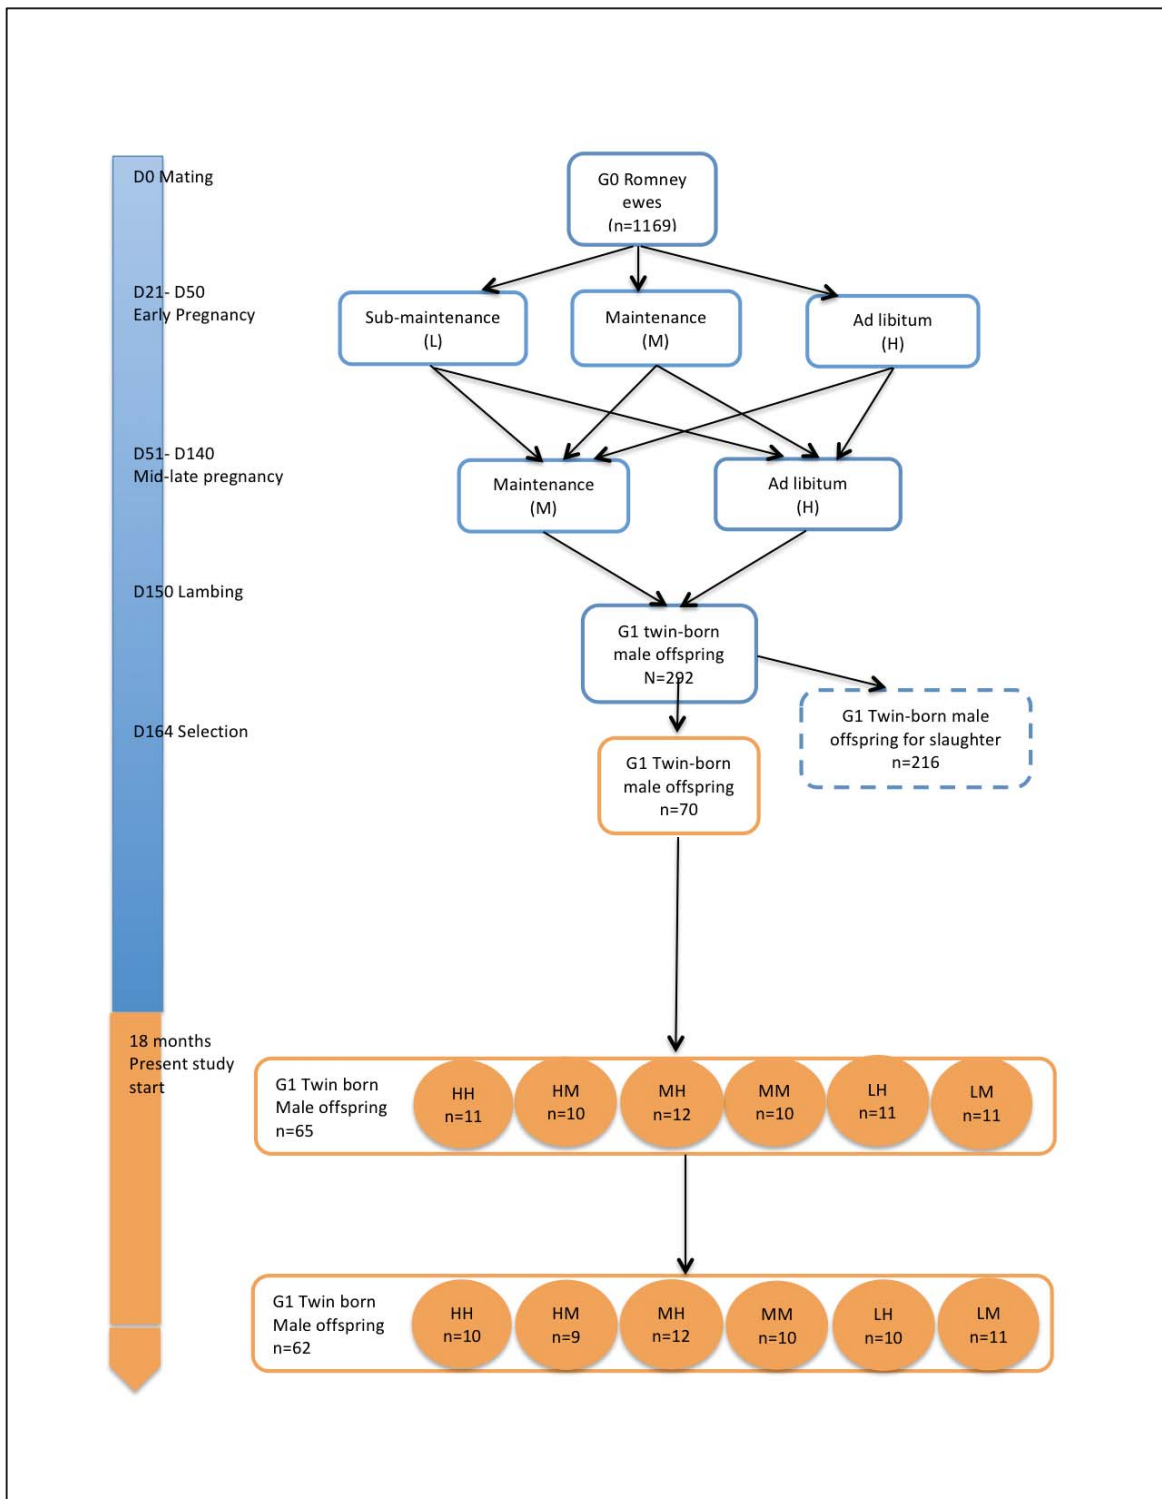 D0 Mating
G0 Romney
ewes
(n=1169)
D21- D50
Early Pregnancy
Sub-maintenance
(L)
Maintenance
(M)
Ad libitum
(H)
D51- D140
Mid-late pregnancy
Maintenance
(M)
Ad libitum
(H)
D150 Lambing
G1 twin-born
male offspring
N=292
D164 Selection
G1 Twin-born male
offspring for slaughter
n=216
G1 Twin-born
male offspring
n=70
18 months
Present study
start
G1 Twin born
Male offspring
n=65
HH
n=11
HM
n=10
MH
n=12
MM
n=10
LH
n=11
LM
n=11
G1 Twin born
Male offspring
n=62
HH
n=10
HM
n=9
MH
n=12
MM
n=10
LH
n=10
LM
n=11